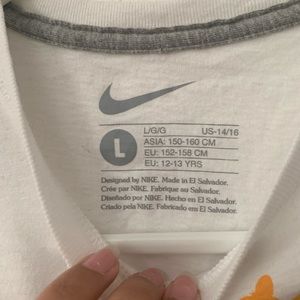 L/G/G US-14/16
L
ASIA: 150-160 CM
EU: 152-158 CM
EU: 12-13 YRS
Designed by NIKE. Made in El Salvador.
Crée par NIKE. Fabrique au Salvador.
Diseñado por NIKE. Hecho en El Salvador.
Criado pela NIKE. Fabricado em El Salvador.